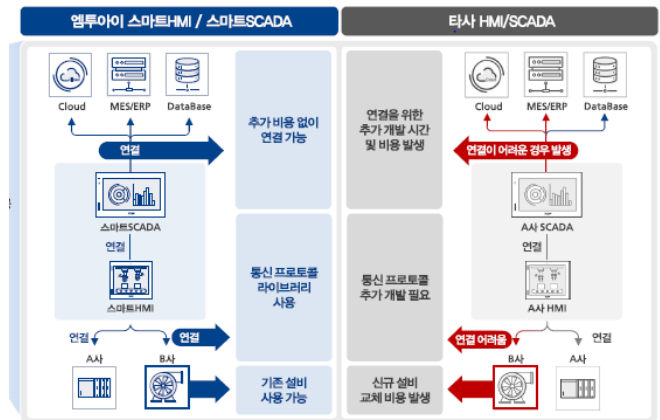 엠투아이 스마트HMI / 스마트SCADA
타사 HMI/SCADA
Cloud
MES/ERP
DataBase
연결
스마트SCADA
연결
스마트HMI
연결
연결
A사
B사
추가 비용 없이
연결 가능
통신 프로토콜
라이브러리
사용
기존 설비
사용 가능
연결을 위한
추가 개발 시간
및 비용 발생
통신 프로토콜
추가 개발 필요
신규 설비
교체 비용 발생
Cloud
MES/ERP
DataBase
연결이 어려운 경우 발생
A사 SCADA
연결
A사 HMI
연결 어려움
연결
B사
A사